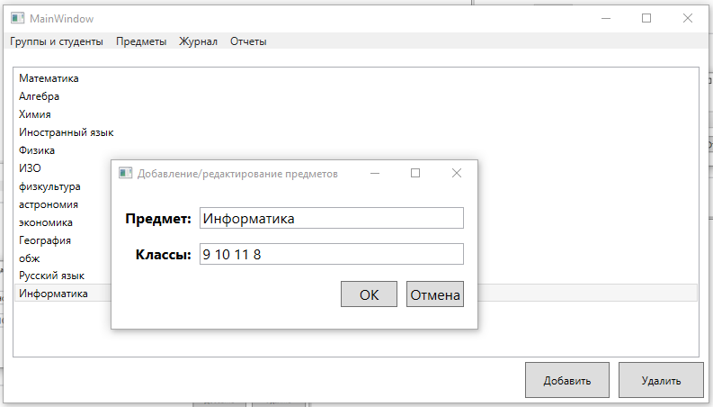 MainWindow
Группы и студенты Предметы Журнал Отчеты
Математика
Алгебра
Химия
Иностранный язык
Физика
ИЗО
физкультура
астрономия
экономика
География
обж
Русский язык
Информатика
Добавление/редактирование предметов
Предмет: Информатика
Классы: 9 10 11 8
OK Отмена
Добавить Удалить